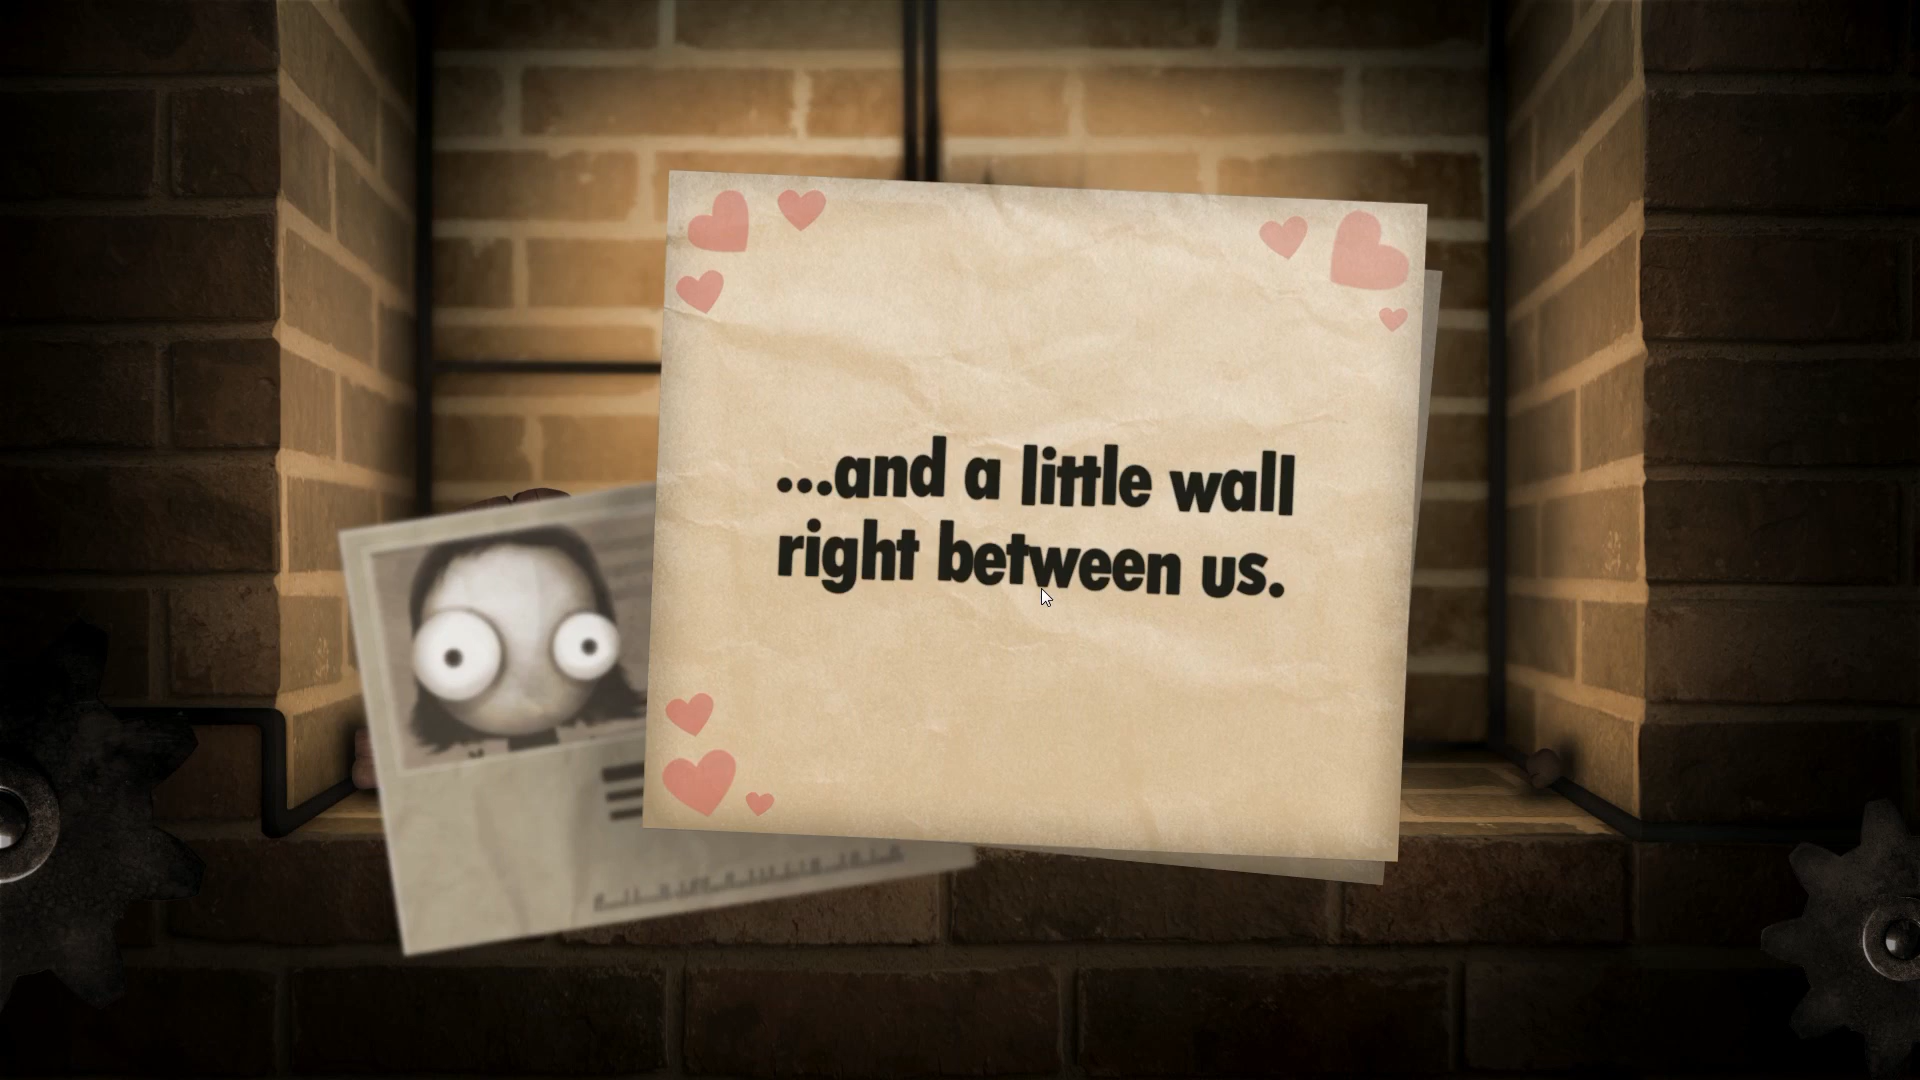 ...and a little wall
right between us.